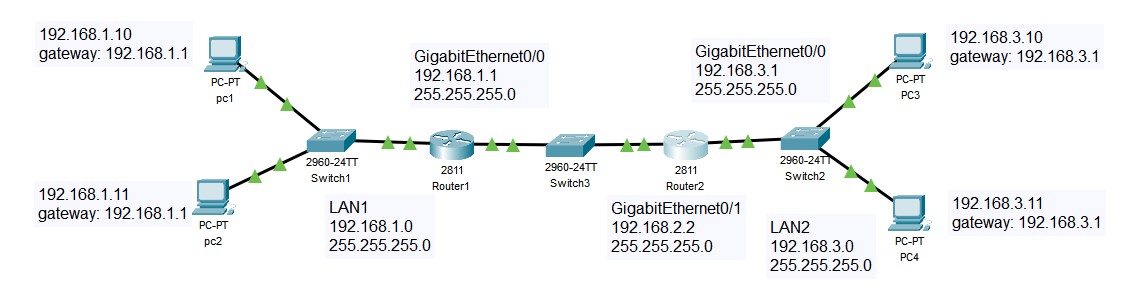 192.168.1.10
gateway: 192.168.1.1
PC-PT
pc1
GigabitEthernet0/0
192.168.1.1
255.255.255.0
GigabitEthernet0/0
192.168.3.1
255.255.255.0
192.168.3.10
gateway: 192.168.3.1
PC-PT
PC3
2960-24TT
Switch1
2811
Router1
2960-24TT
Switch3
2811
Router2
2960-24TT
Switch2
192.168.1.11
gateway: 192.168.1.1
PC-PT
pc2
LAN1
192.168.1.0
255.255.255.0
GigabitEthernet0/1
192.168.2.2
255.255.255.0
LAN2
192.168.3.0
255.255.255.0
192.168.3.11
gateway: 192.168.3.1
PC-PT
PC4